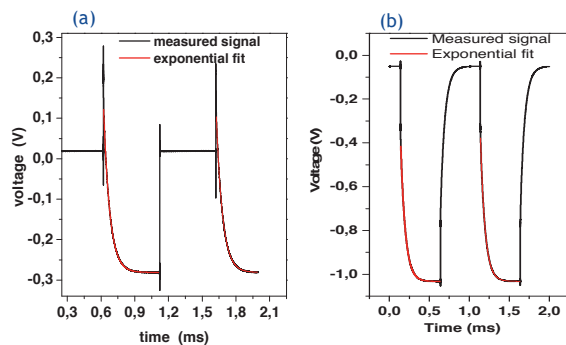 (a)
measured signal
exponential fit
0,3
0,2
0,1
0,0
-0,1
-0,2
-0,3
voltage (V)
0,3 0,6 0,9 1,2 1,5 1,8 2,1
time (ms)
(b)
Measured signal
Exponential fit
-0,0
-0,2
-0,4
-0,6
-0,8
-1,0
Voltage (V)
0,0 0,5 1,0 1,5 2,0
Time (ms)